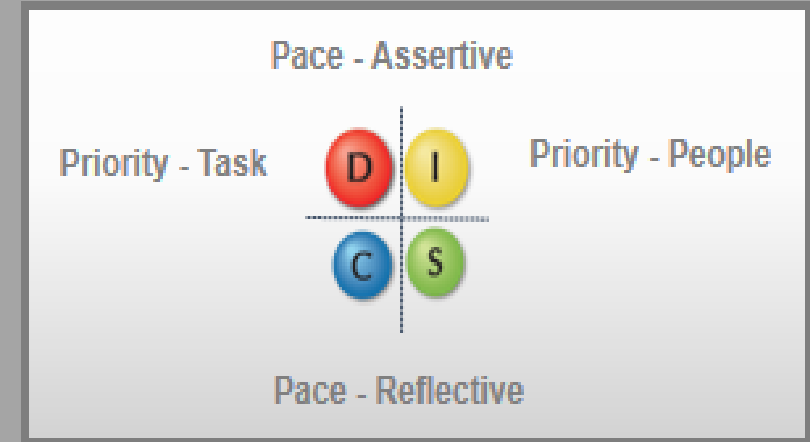 Pace - Assertive
Priority - Task
D I
Priority - People
C S
Pace - Reflective